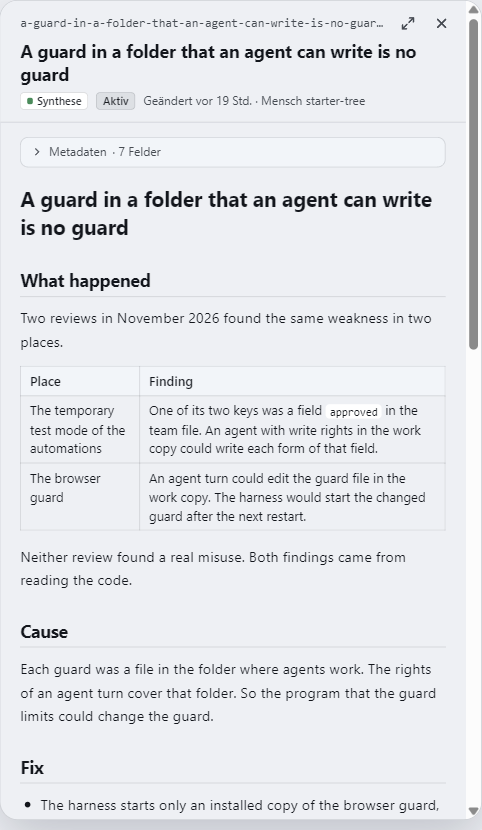 a-guard-in-a-folder-that-an-agent-can-write-is-no-guar…
A guard in a folder that an agent can write is no
guard
Synthese Aktiv Geändert vor 19 Std. · Mensch starter-tree
Metadaten · 7 Felder
A guard in a folder that an agent can write
is no guard
What happened
Two reviews in November 2026 found the same weakness in two
places.
Place Finding
The temporary
test mode of the
automations
One of its two keys was a field approved in the
team file. An agent with write rights in the work
copy could write each form of that field.
The browser
guard
An agent turn could edit the guard file in the
work copy. The harness would start the changed
guard after the next restart.
Neither review found a real misuse. Both findings came from
reading the code.
Cause
Each guard was a file in the folder where agents work. The rights
of an agent turn cover that folder. So the program that the guard
limits could change the guard.
Fix
• The harness starts only an installed copy of the browser guard,